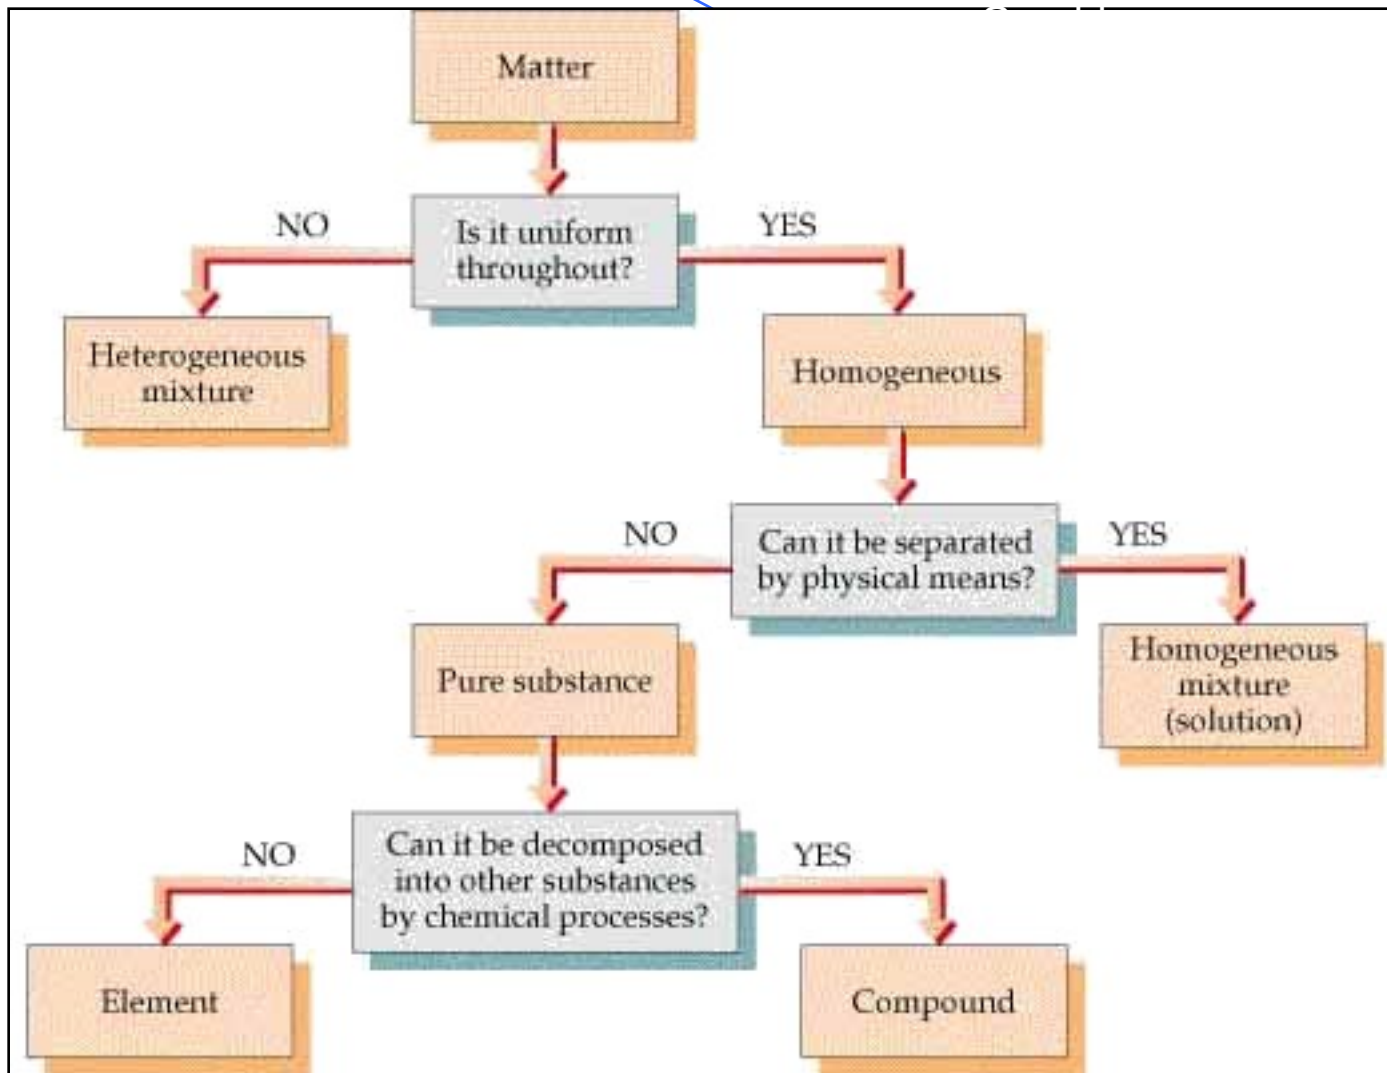 Matter
NO
Is it uniform
throughout?
YES
Heterogeneous
mixture
Homogeneous
NO
Can it be separated
by physical means?
YES
Pure substance
Homogeneous
mixture
(solution)
NO
Can it be decomposed
into other substances
by chemical processes?
YES
Element
Compound